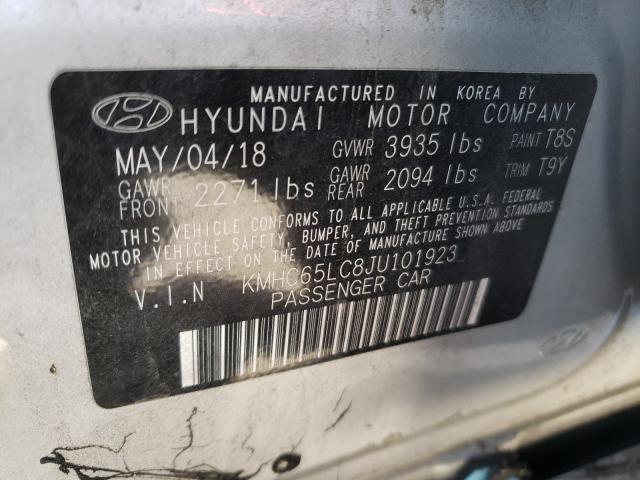 MANUFACTURED IN KOREA BY
HYUNDAI MOTOR COMPANY
MAY/04/18 GVWR 3935 lbs PAINT T8S
GAWR FRONT 2271 lbs GAWR REAR 2094 lbs TRIM T9Y
THIS VEHICLE CONFORMS TO ALL APPLICABLE U.S.A. FEDERAL
MOTOR VEHICLE SAFETY, BUMPER, AND THEFT PREVENTION STANDARDS
IN EFFECT ON THE DATE OF MANUFACTURE SHOWN ABOVE
V.I.N KMHC65LC8JU101923
PASSENGER CAR